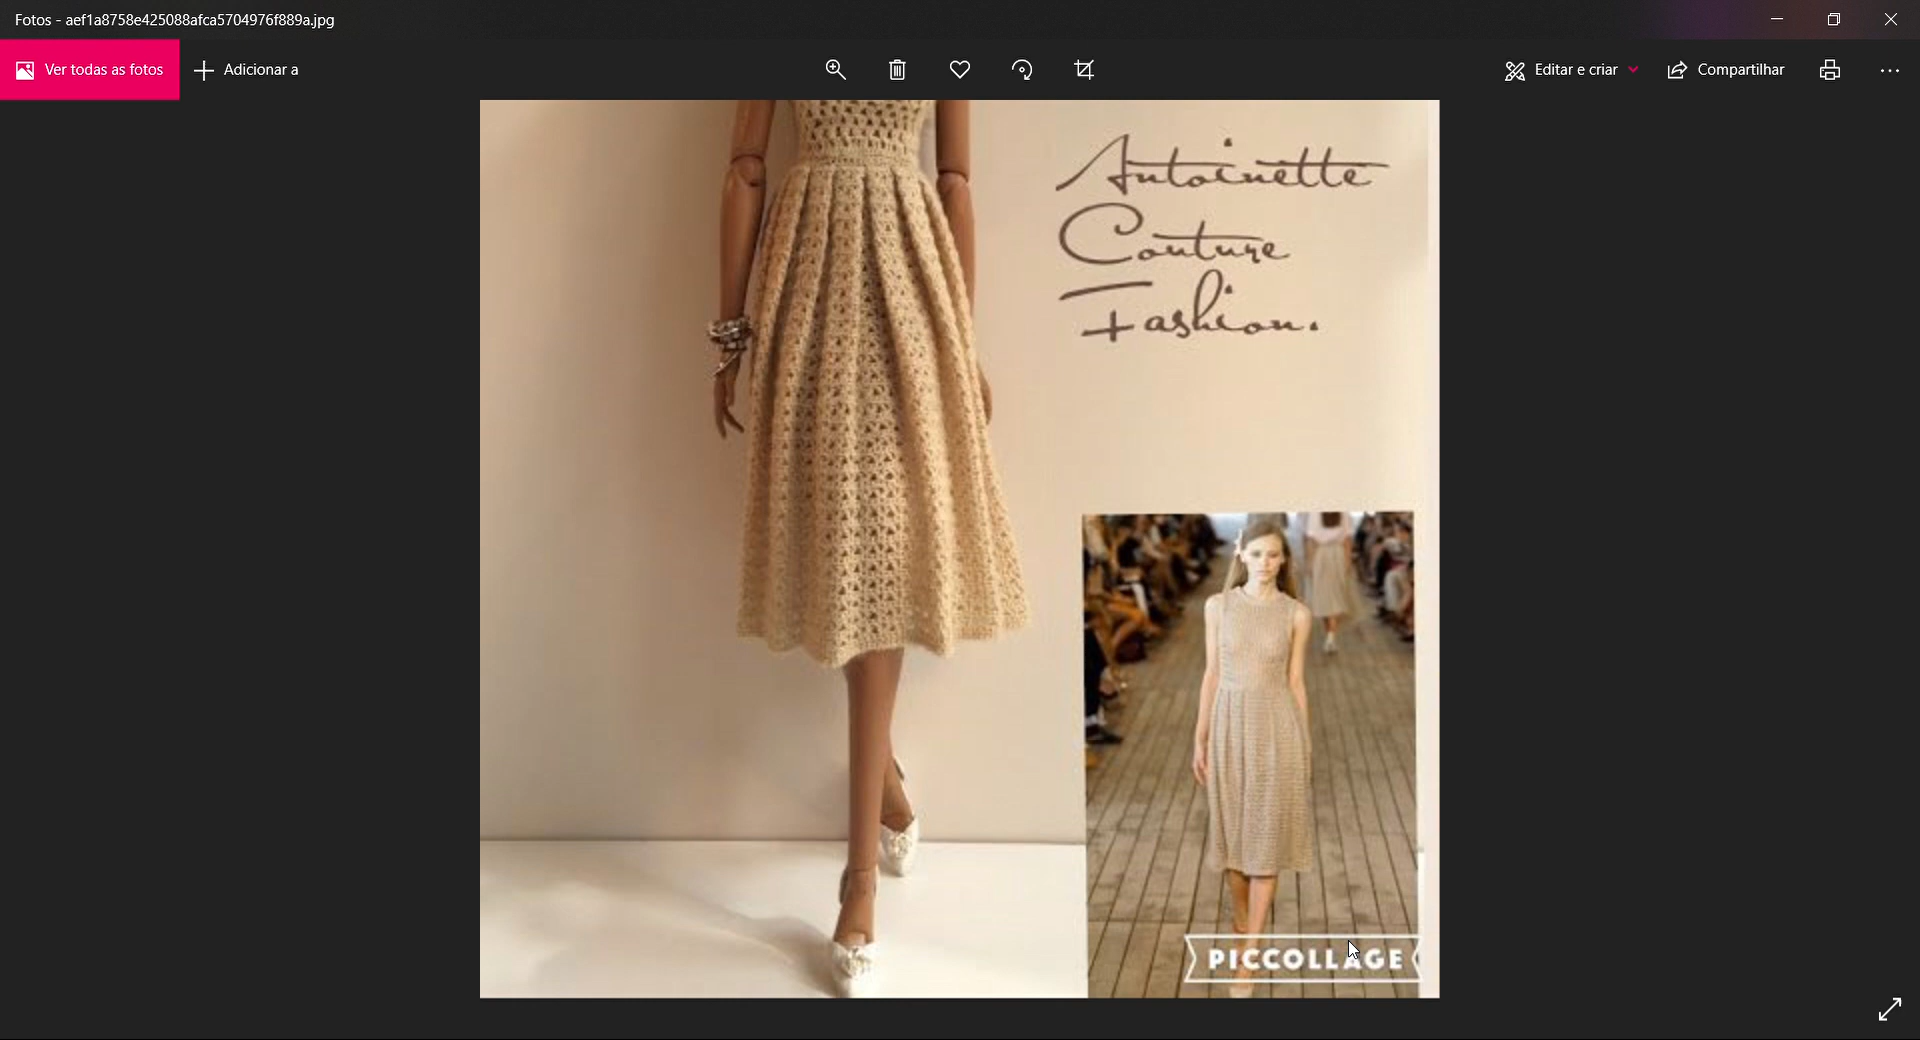 Fotos - aef1a8758e425088afca5704976f889a.jpg
Ver todas as fotos
Adicionar a
Editar e criar
Compartilhar
Antoinette
Couture
Fashion.
PICCOLLAGE